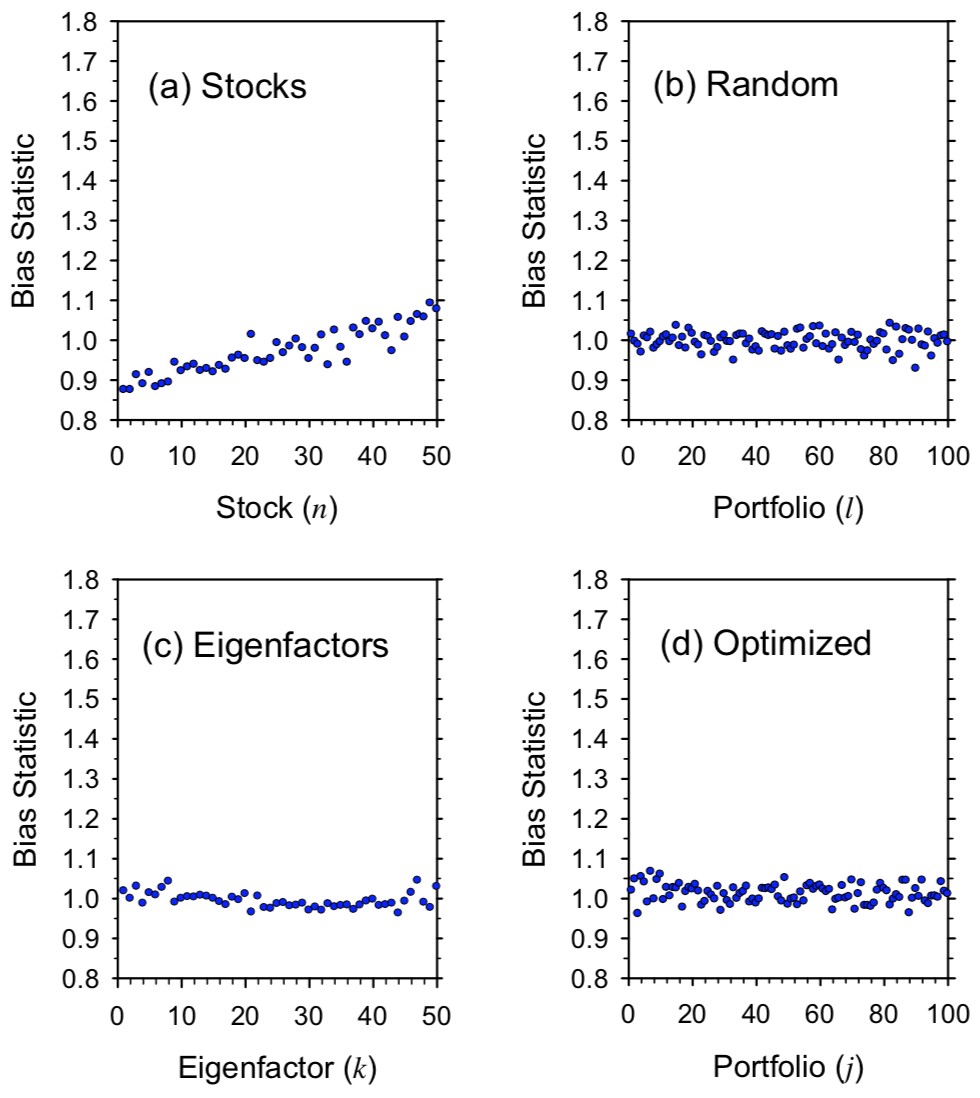 (a) Stocks
Bias Statistic
1.8
1.7
1.6
1.5
1.4
1.3
1.2
1.1
1.0
0.9
0.8
0 10 20 30 40 50
Stock (n)
(b) Random
Bias Statistic
1.8
1.7
1.6
1.5
1.4
1.3
1.2
1.1
1.0
0.9
0.8
0 20 40 60 80 100
Portfolio (l)
(c) Eigenfactors
Bias Statistic
1.8
1.7
1.6
1.5
1.4
1.3
1.2
1.1
1.0
0.9
0.8
0 10 20 30 40 50
Eigenfactor (k)
(d) Optimized
Bias Statistic
1.8
1.7
1.6
1.5
1.4
1.3
1.2
1.1
1.0
0.9
0.8
0 20 40 60 80 100
Portfolio (j)